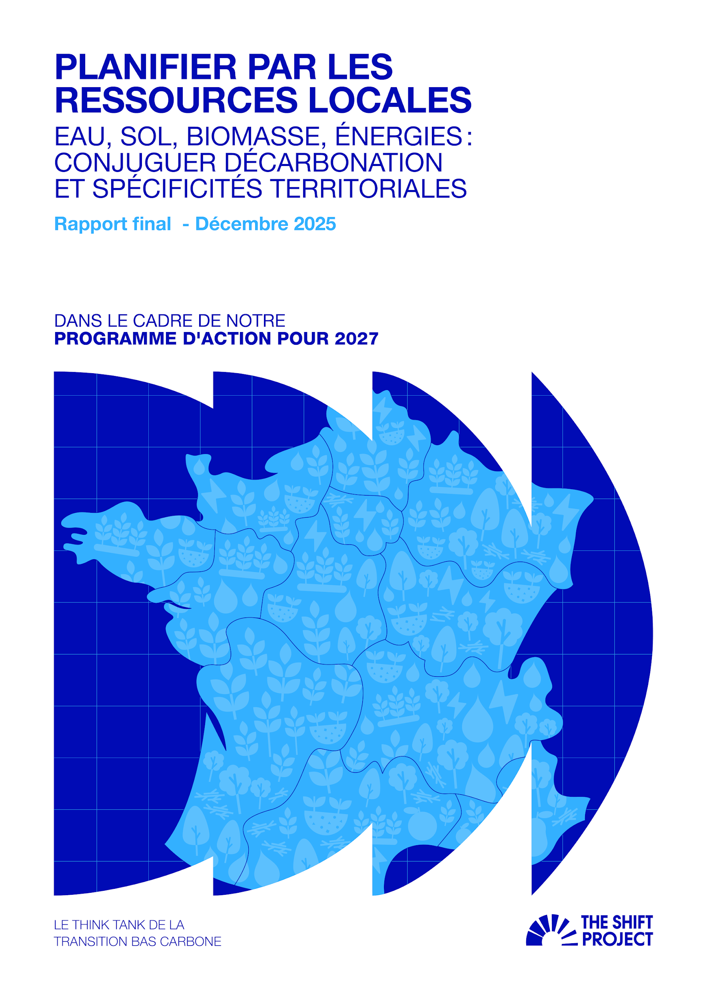 PLANIFIER PAR LES
RESSOURCES LOCALES
EAU, SOL, BIOMASSE, ÉNERGIES :
CONJUGUER DÉCARBONATION
ET SPÉCIFICITÉS TERRITORIALES
Rapport final - Décembre 2025
DANS LE CADRE DE NOTRE
PROGRAMME D'ACTION POUR 2027
LE THINK TANK DE LA
TRANSITION BAS CARBONE
THE SHIFT
PROJECT